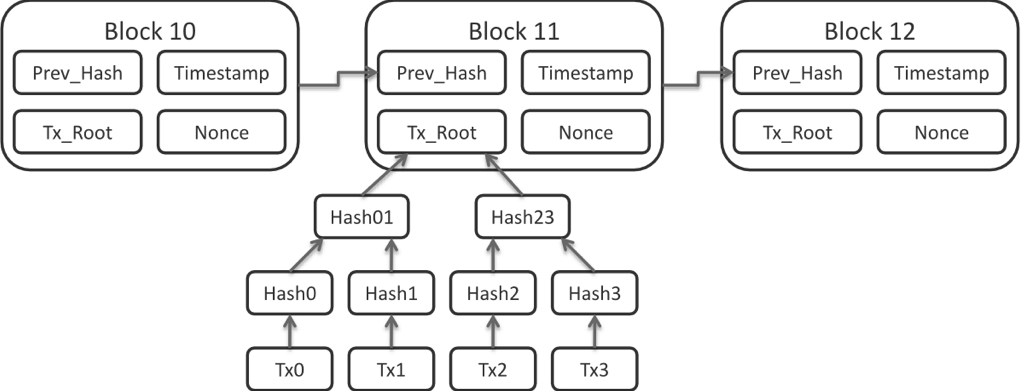 Block 10
Block 11
Block 12
Prev_Hash
Timestamp
Prev_Hash
Timestamp
Prev_Hash
Timestamp
Tx_Root
Nonce
Tx_Root
Nonce
Tx_Root
Nonce
Hash01
Hash23
Hash0
Hash1
Hash2
Hash3
Tx0
Tx1
Tx2
Tx3